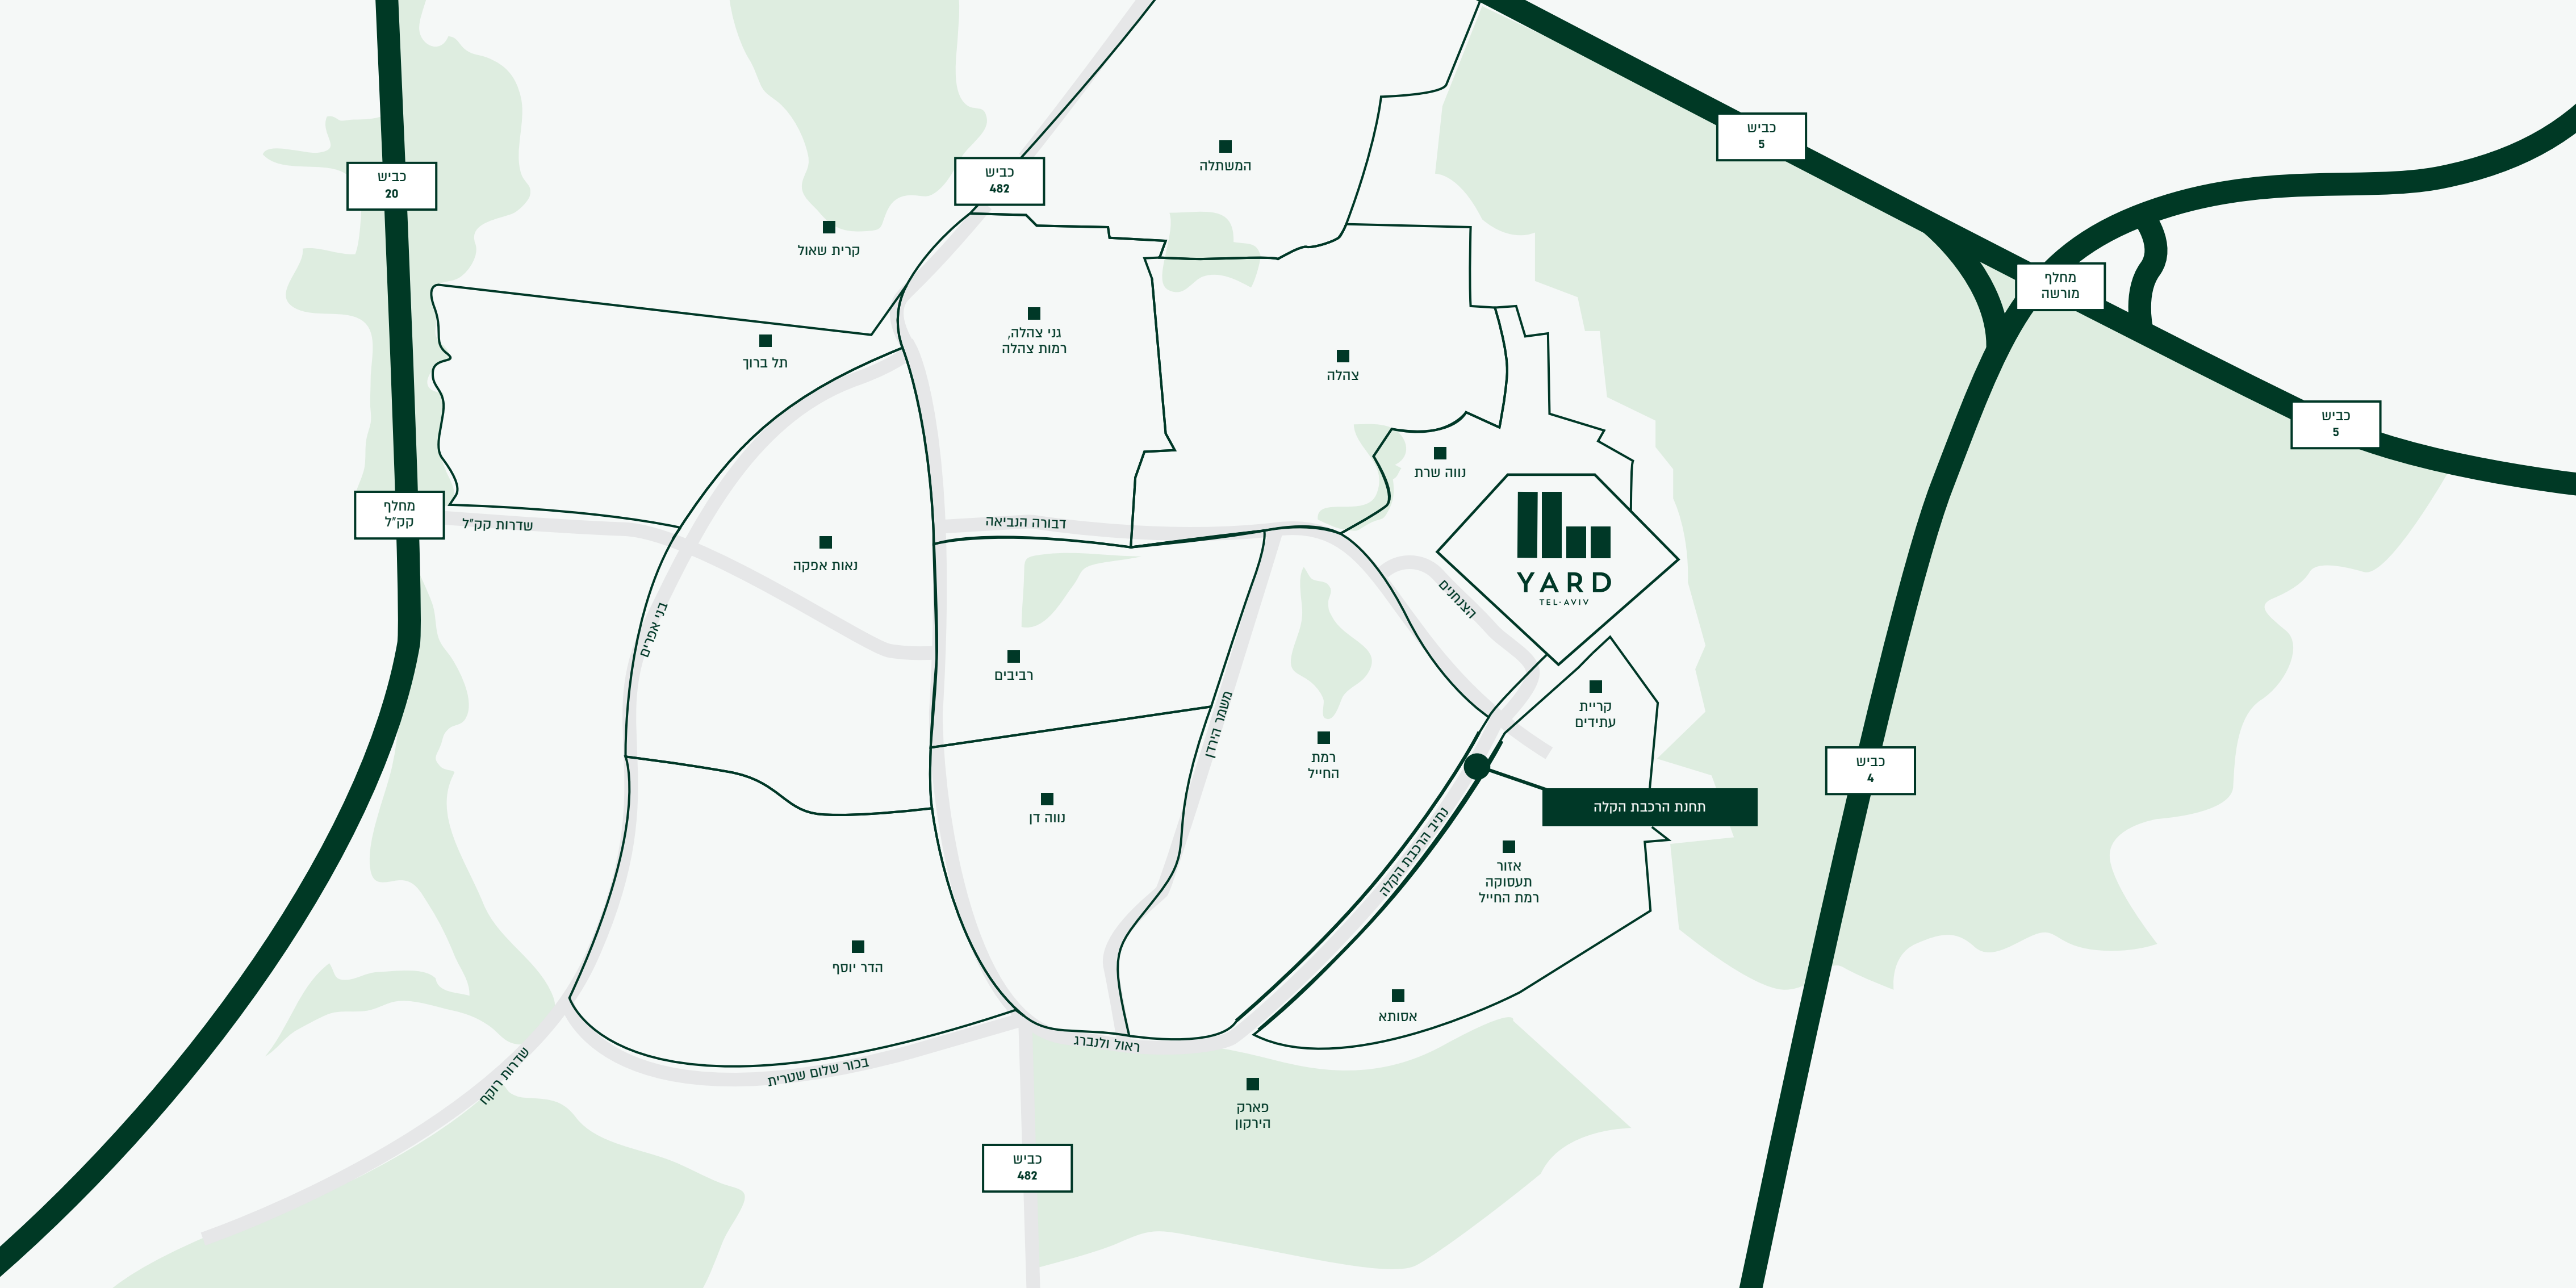 כביש
5
כביש
20
כביש
482
המשתלה
קרית שאול
מחלף
מורשה
גני צהלה,
רמות צהלה
תל ברוך
צהלה
כביש
5
נווה שרת
מחלף
קק"ל
שדרות קק"ל
דבורה הנביאה
נאות אפקה
YARD
TEL-AVIV
הצנחנים
בני אפריים
רביבים
קריית
עתידים
משמר הירדן
רמת
החייל
כביש
4
נווה דן
תחנת הרכבת הקלה
נתיב הרכבת הקלה
אזור
תעסוקה
רמת החייל
הדר יוסף
אסותא
ראול ולנברג
בכור שלום שטרית
שדרות רוקח
פארק
הירקון
כביש
482